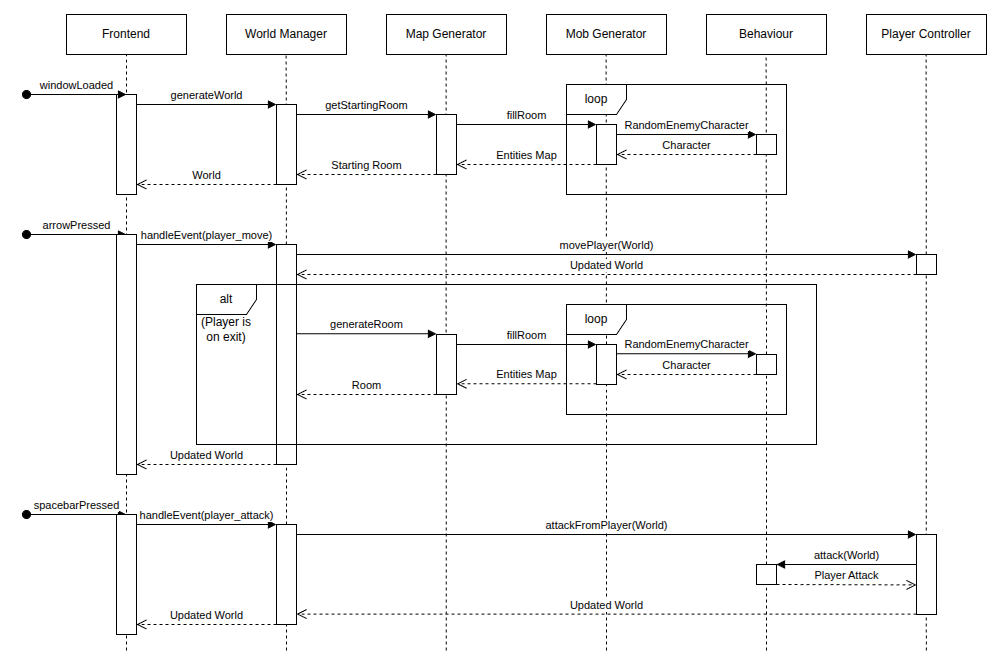 Frontend
World Manager
Map Generator
Mob Generator
Behaviour
Player Controller
windowLoaded
generateWorld
getStartingRoom
fillRoom
loop
RandomEnemyCharacter
Character
Entities Map
Starting Room
World
arrowPressed
handleEvent(player_move)
movePlayer(World)
Updated World
alt
(Player is
on exit)
generateRoom
fillRoom
loop
RandomEnemyCharacter
Character
Entities Map
Room
Updated World
spacebarPressed
handleEvent(player_attack)
attackFromPlayer(World)
attack(World)
Player Attack
Updated World
Updated World